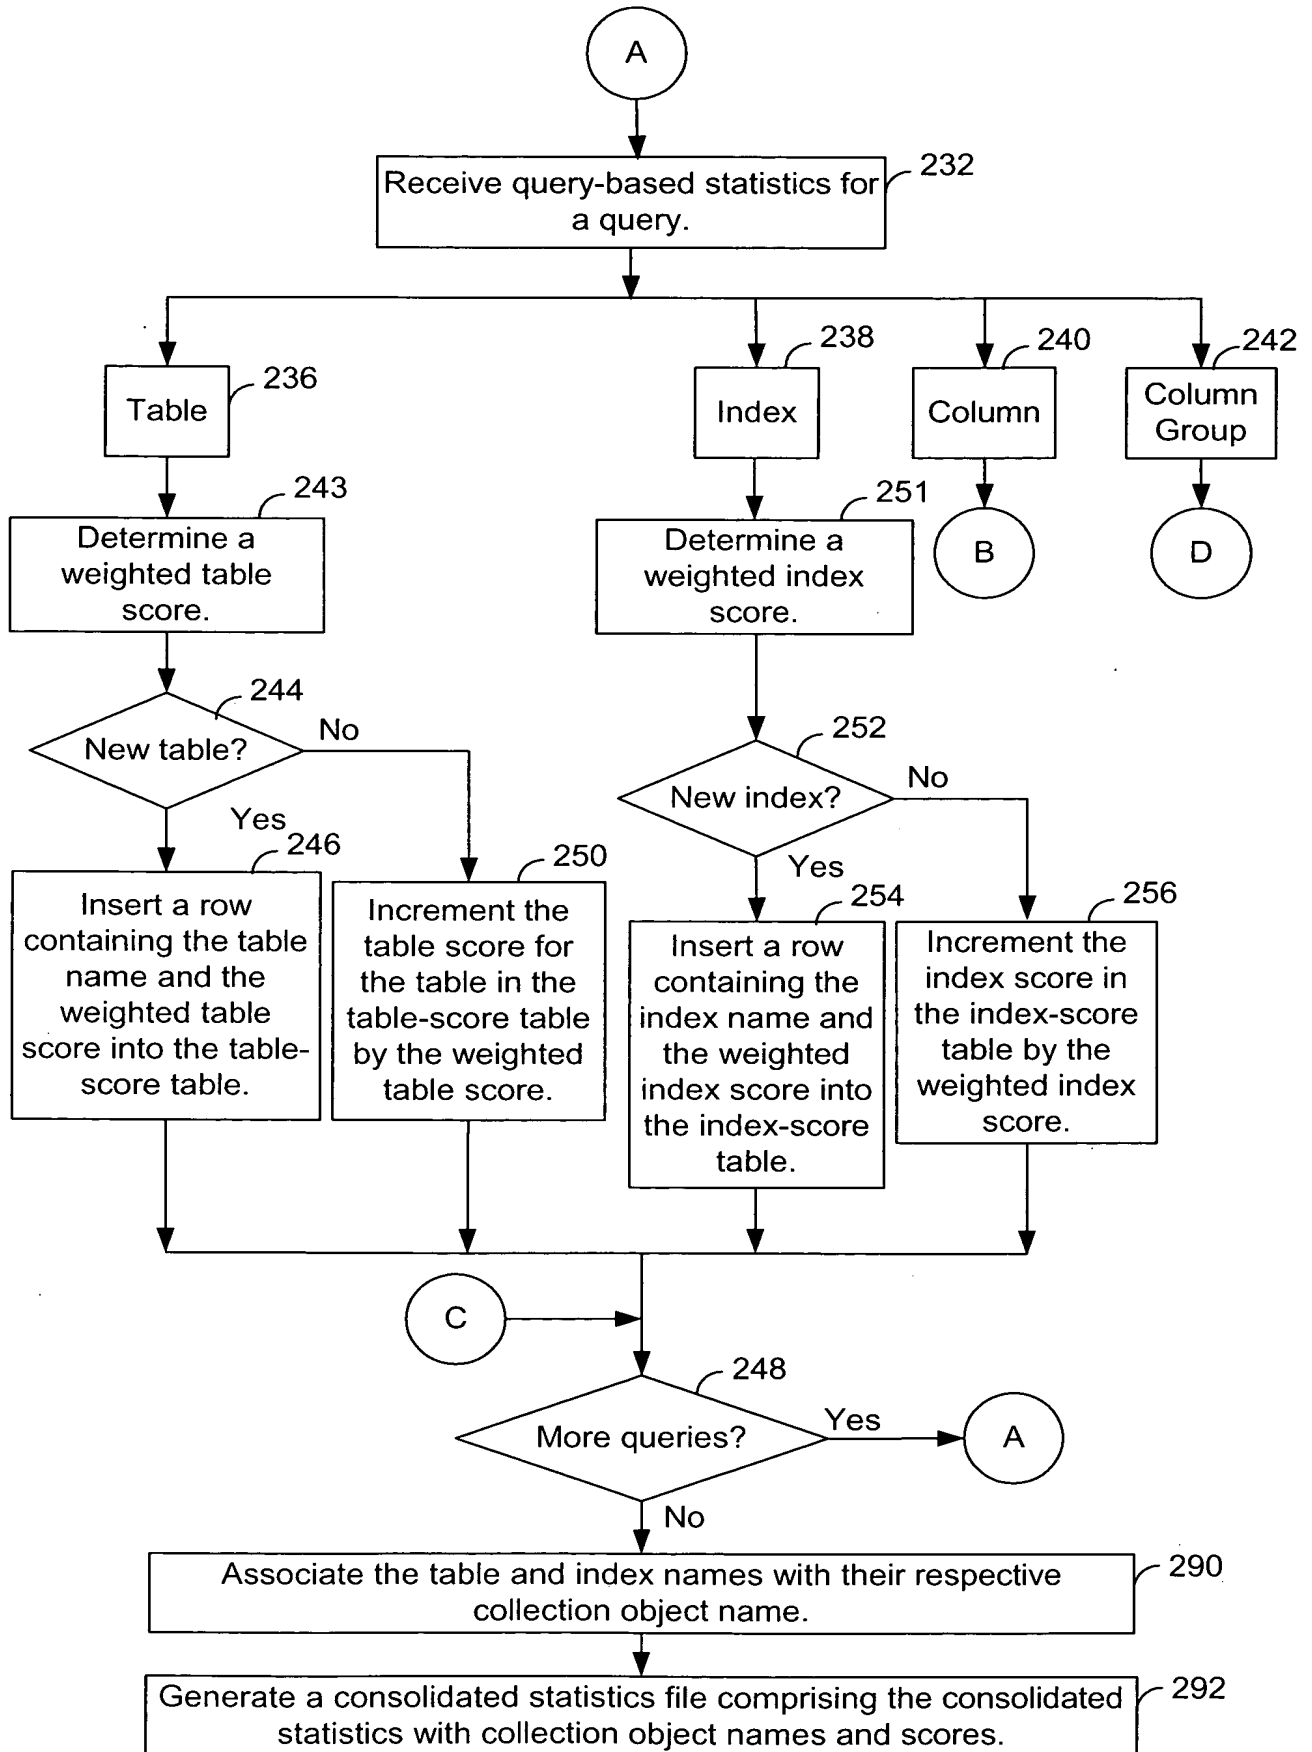 A
232
Receive query-based statistics for
a query.
236
Table
238
Index
240
Column
242
Column
Group
243
Determine a
weighted table
score.
251
Determine a
weighted index
score.
B
D
244
New table?
No
Yes
252
New index?
No
Yes
246
Insert a row
containing the table
name and the
weighted table
score into the table-
score table.
250
Increment the
table score for
the table in the
table-score table
by the weighted
table score.
254
Insert a row
containing the
index name and
the weighted
index score into
the index-score
table.
256
Increment the
index score in
the index-score
table by the
weighted index
score.
C
248
More queries?
Yes
A
No
290
Associate the table and index names with their respective
collection object name.
292
Generate a consolidated statistics file comprising the consolidated
statistics with collection object names and scores.